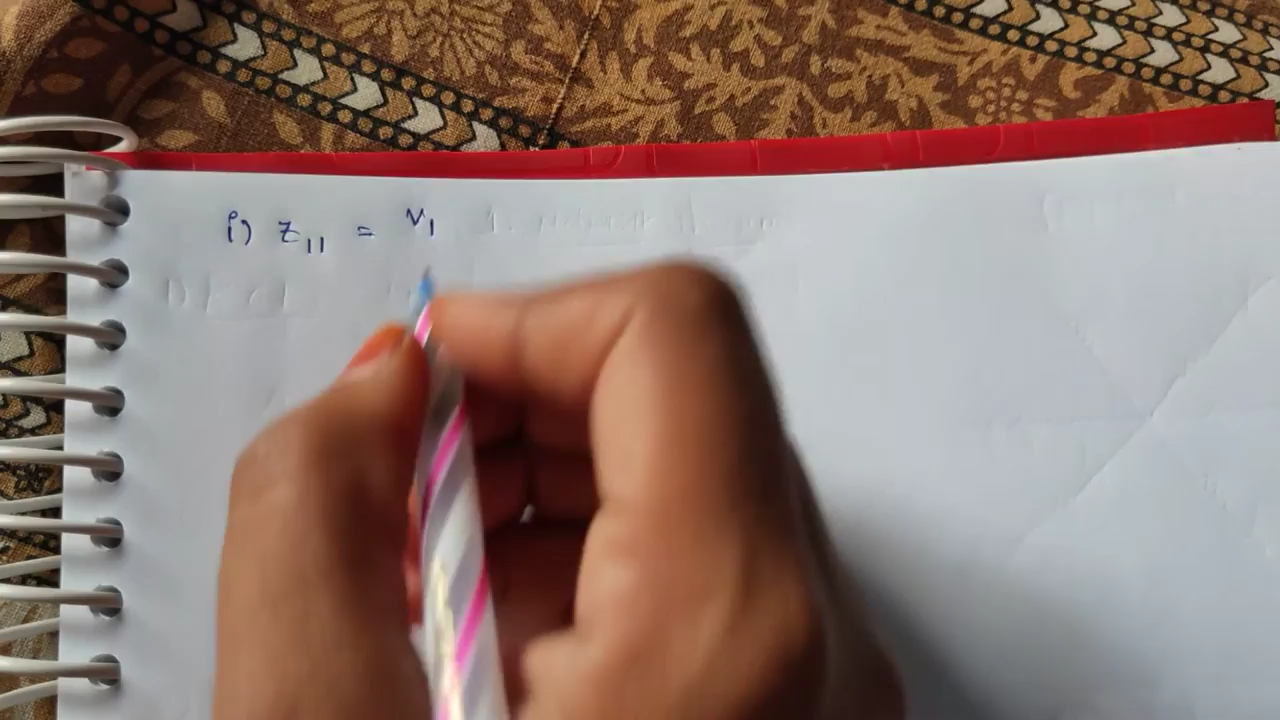 i) Z₁₁ = V₁